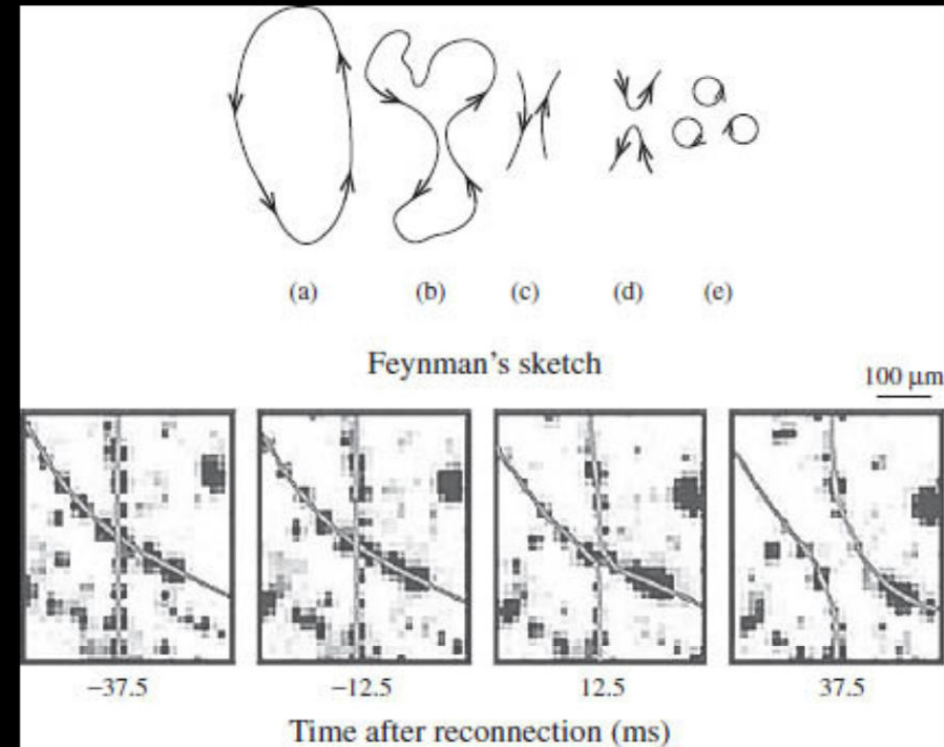 (a) (b) (c) (d) (e)
Feynman's sketch
100 μm
−37.5 −12.5 12.5 37.5
Time after reconnection (ms)